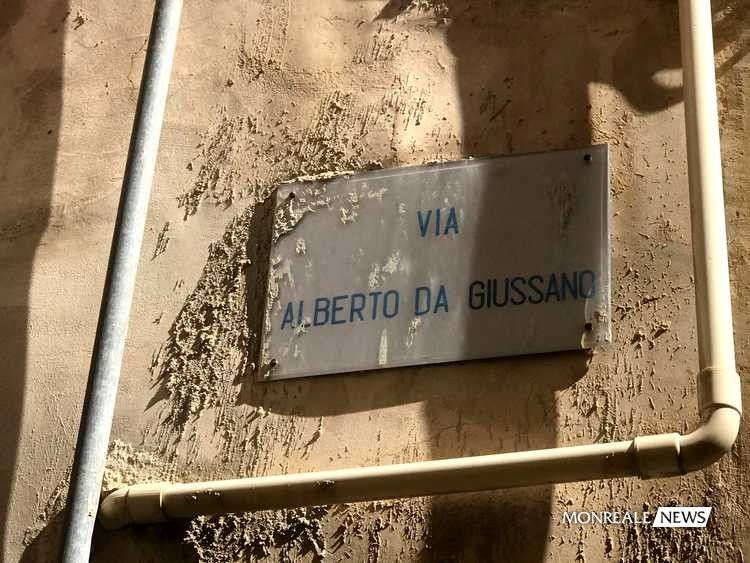 VIA
ALBERTO DA GIUSSANO
MONREALE NEWS